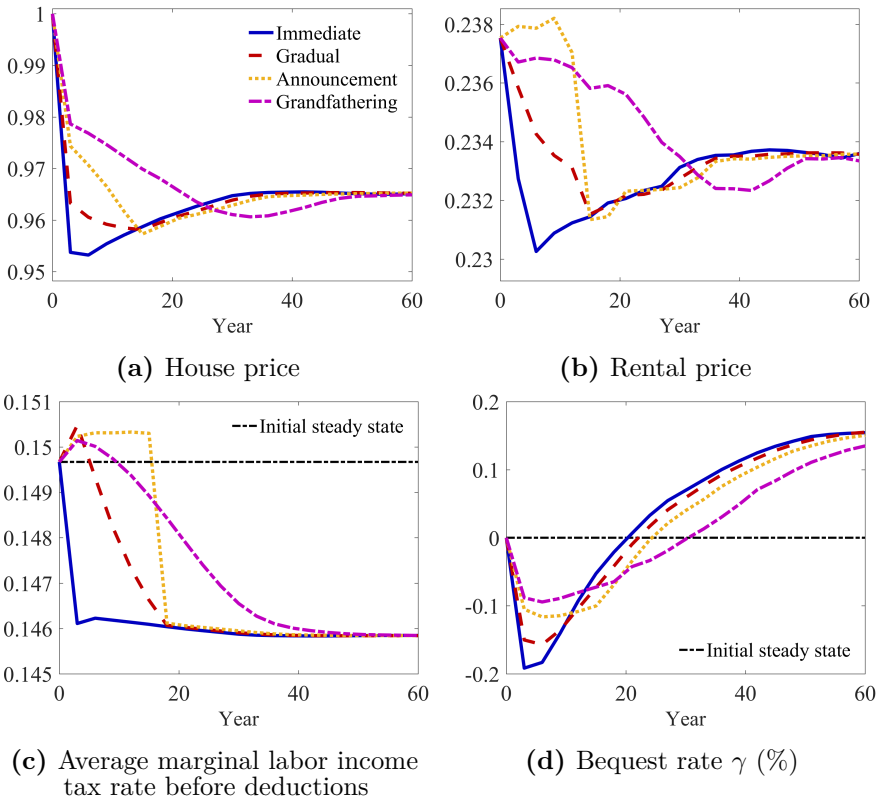 1
0.99
0.98
0.97
0.96
0.95
0
20
40
60
Year
Immediate
Gradual
Announcement
Grandfathering
(a) House price
0.238
0.236
0.234
0.232
0.23
0
20
40
60
Year
(b) Rental price
0.151
0.15
0.149
0.148
0.147
0.146
0.145
0
20
40
60
Year
Initial steady state
(c) Average marginal labor income
tax rate before deductions
0.2
0.1
0
-0.1
-0.2
0
20
40
60
Year
Initial steady state
(d) Bequest rate γ (%)